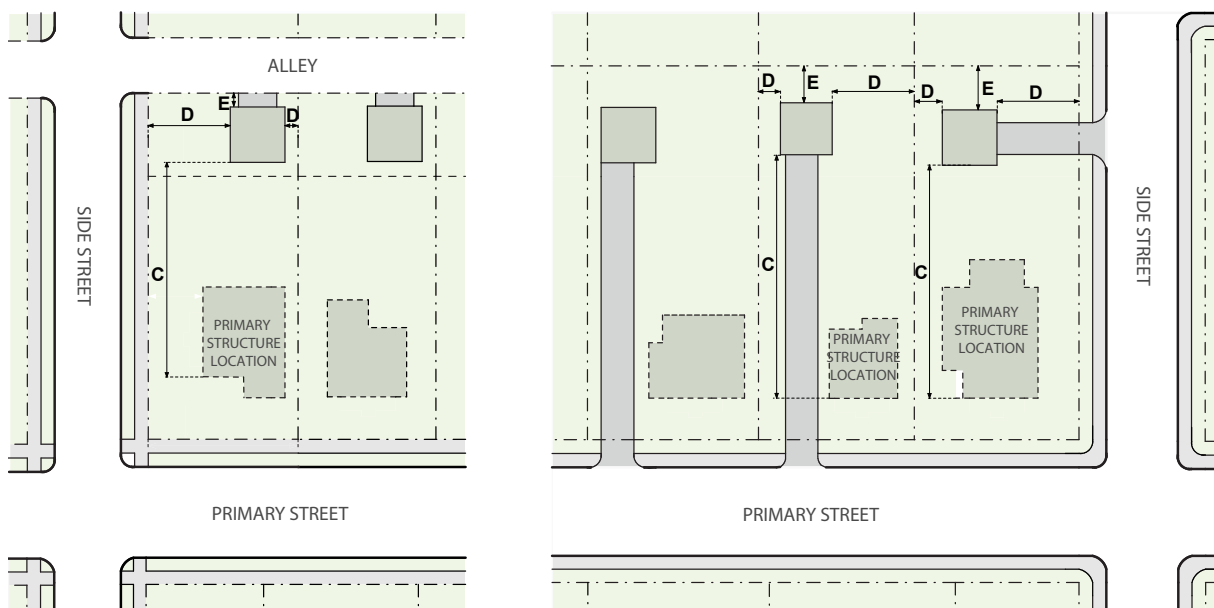 ALLEY
E
D
D
C
SIDE STREET
PRIMARY
STRUCTURE
LOCATION
PRIMARY STREET
D
E
D
D
E
D
C
C
PRIMARY
STRUCTURE
LOCATION
PRIMARY
STRUCTURE
LOCATION
SIDE STREET
PRIMARY STREET